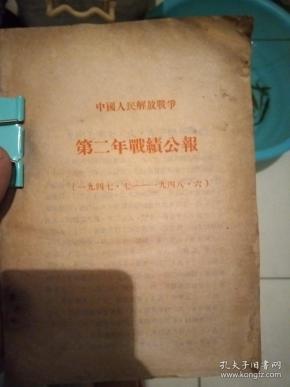 中國人民解放戰爭
第二年戰績公報
（一九四七·七——一九四八·六）
孔夫子旧书网